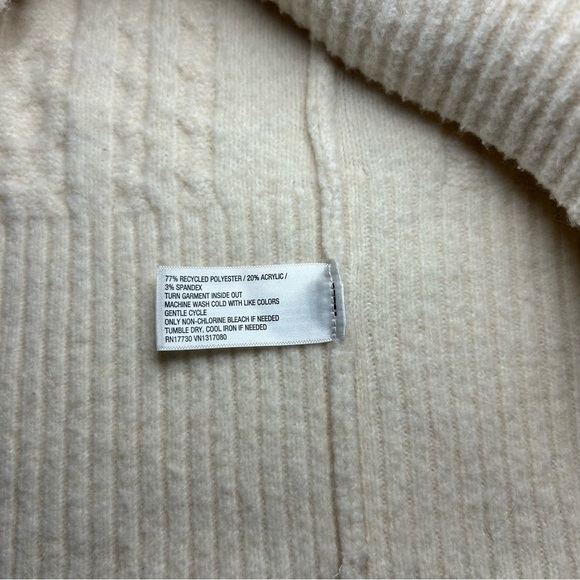 77% RECYCLED POLYESTER / 20% ACRYLIC /
3% SPANDEX
TURN GARMENT INSIDE OUT
MACHINE WASH COLD WITH LIKE COLORS
GENTLE CYCLE
ONLY NON-CHLORINE BLEACH IF NEEDED
TUMBLE DRY, COOL IRON IF NEEDED
RN17730 VN1317080